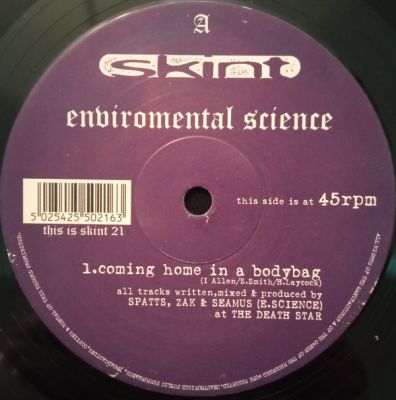 A
skint
enviromental science
5 025425 502163
this is skint 21
this side is at 45rpm
1.coming home in a bodybag
(I Allen/S.Smith/H.Laycock)
all tracks written,mixed & produced by
SPATTS, ZAK & SEAMUS (E.SCIENCE)
at THE DEATH STAR